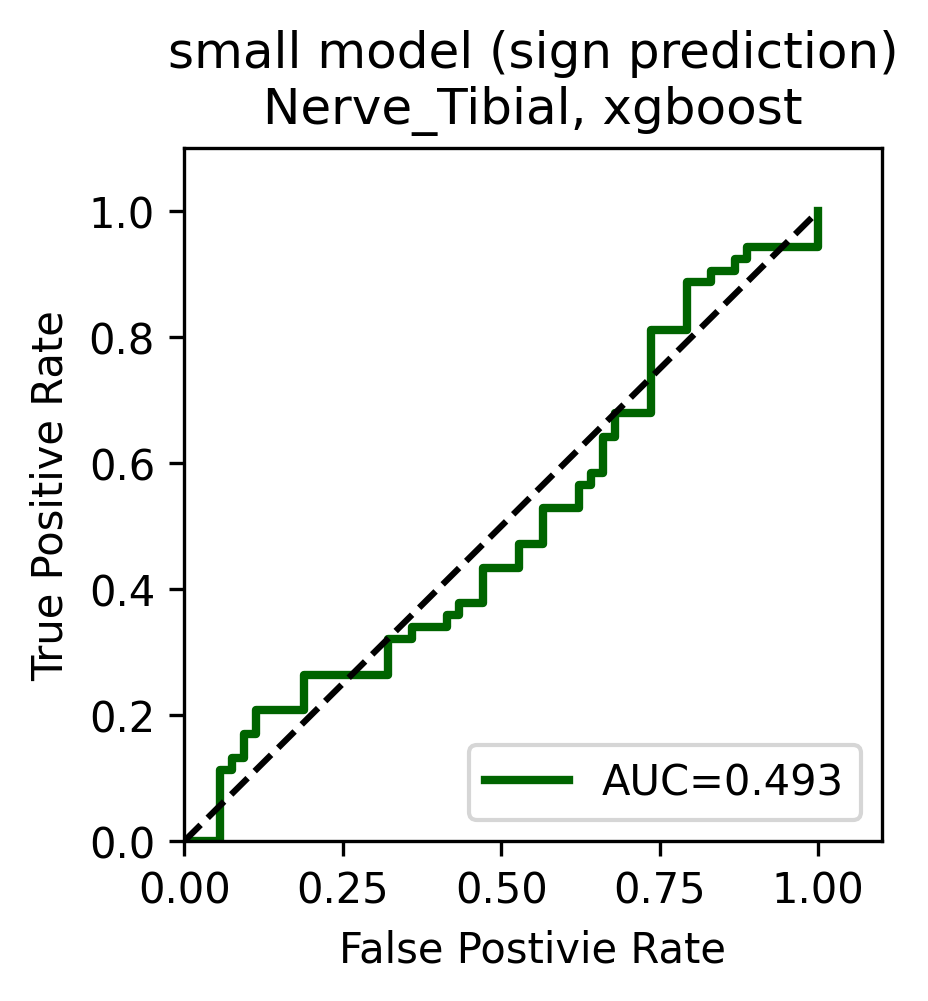 small model (sign prediction)
Nerve_Tibial, xgboost
True Positive Rate
1.0
0.8
0.6
0.4
0.2
0.0
AUC=0.493
0.00 0.25 0.50 0.75 1.00
False Postivie Rate